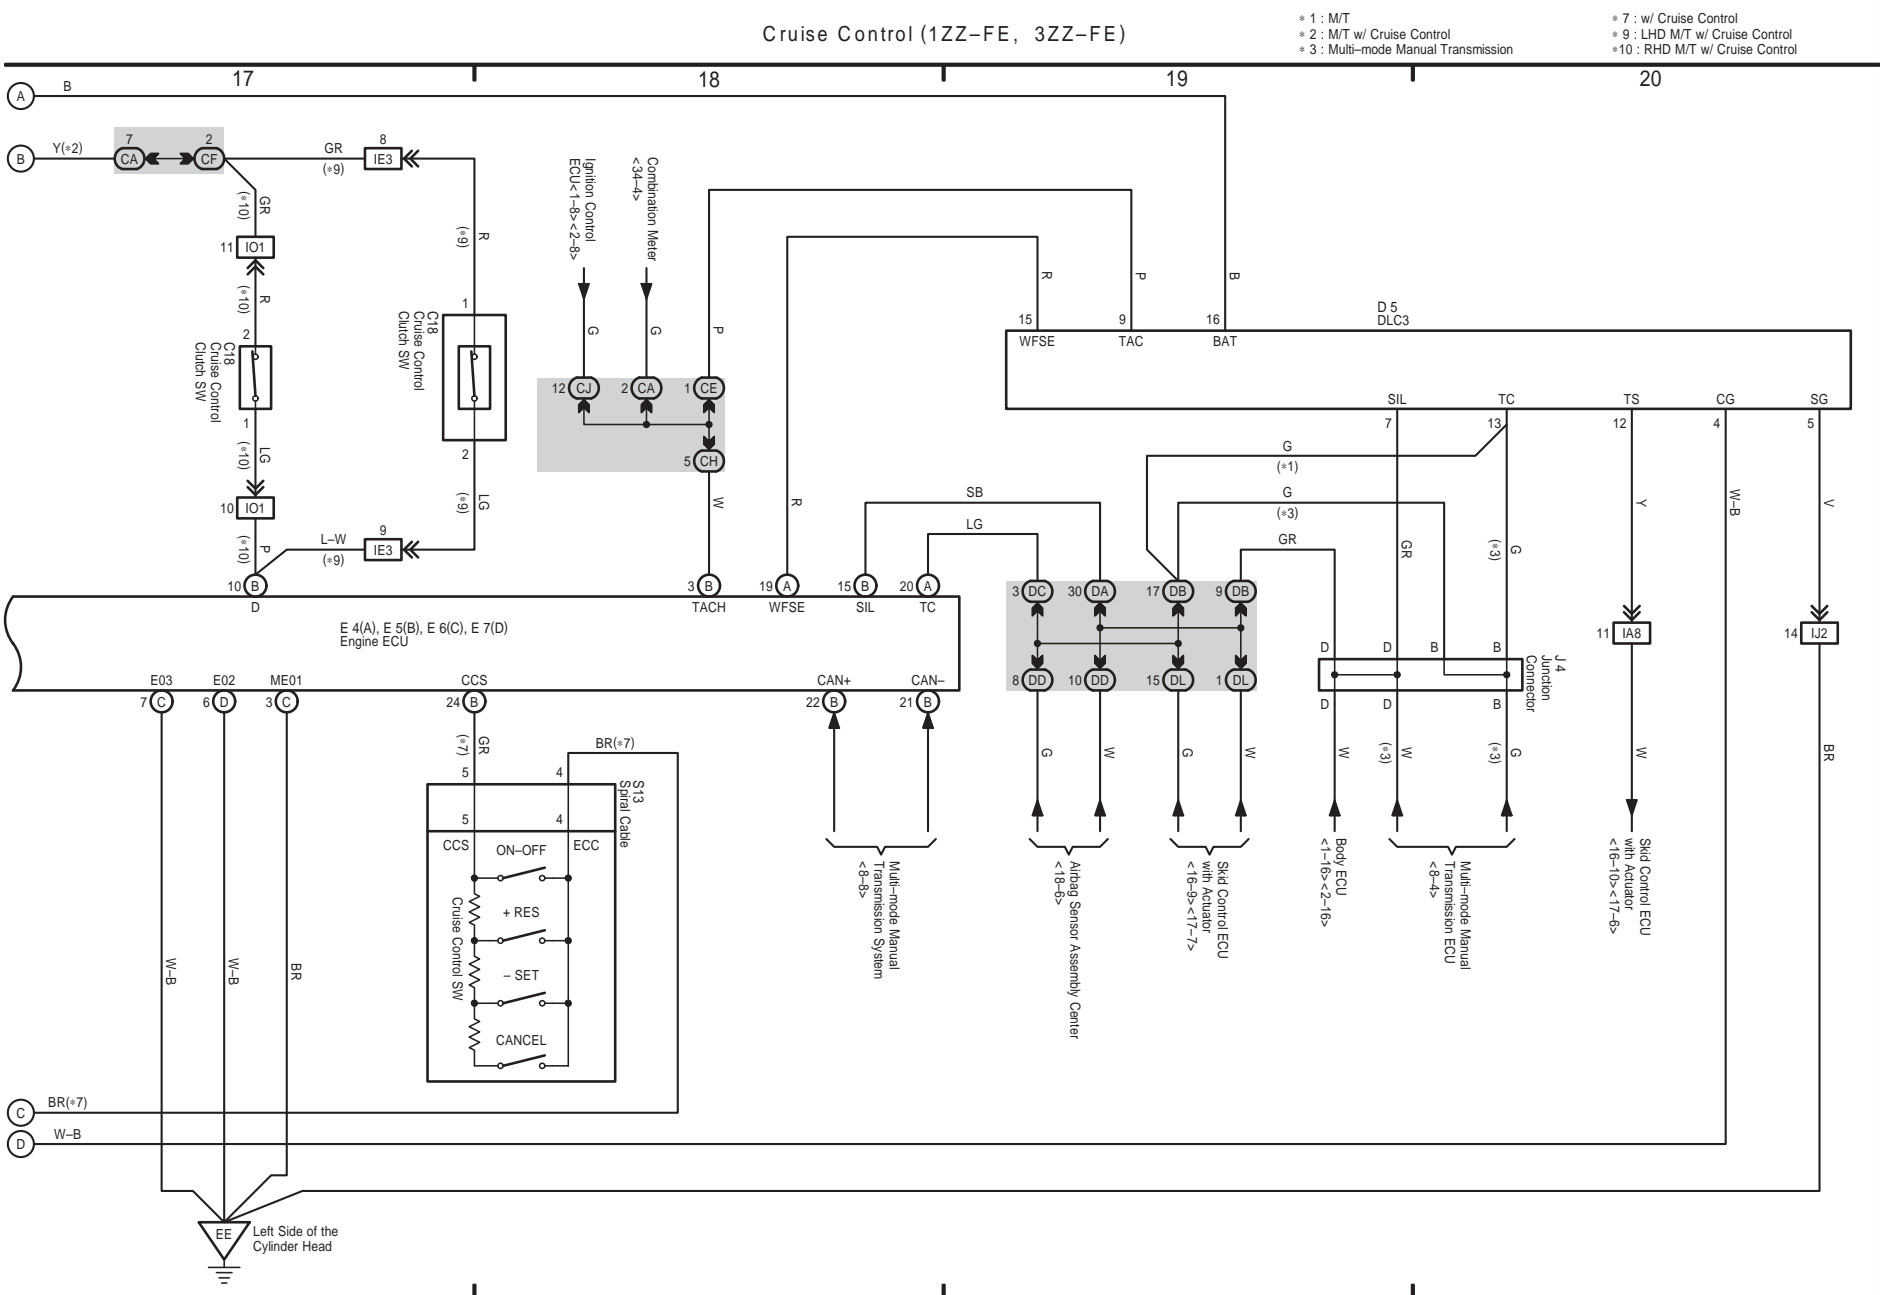 Cruise Control (1ZZ–FE, 3ZZ–FE)
∗ 1 : M/T
∗ 2 : M/T w/ Cruise Control
∗ 3 : Multi–mode Manual Transmission
∗ 7 : w/ Cruise Control
∗ 9 : LHD M/T w/ Cruise Control
∗10 : RHD M/T w/ Cruise Control
17
18
19
20
A
B
B
Y(∗2)
7
CA
2
CF
GR
(∗9)
8
IE3
GR
(∗10)
11
IO1
R
(∗10)
2
C18
Cruise Control
Clutch SW
1
LG
(∗10)
10
IO1
P
(∗10)
R
(∗9)
1
C18
Cruise Control
Clutch SW
2
LG
(∗9)
9
IE3
L–W
(∗9)
Ignition Control
ECU<1–8><2–8>
Combination Meter
<34–4>
G
G
P
12
CJ
2
CA
1
CE
5
CH
W
R
R
P
B
D 5
DLC3
15
9
16
WFSE
TAC
BAT
SIL
TC
TS
CG
SG
7
13
12
4
5
G
(∗1)
G
(∗3)
GR
SB
LG
GR
G
(∗3)
Y
W–B
V
10
B
D
3
B
TACH
19
A
WFSE
15
B
SIL
20
A
TC
E 4(A), E 5(B), E 6(C), E 7(D)
Engine ECU
3
DC
30
DA
17
DB
9
DB
8
DD
10
DD
15
DL
1
DL
D
D
B
B
J 4
Junction
Connector
D
D
B
11
IA8
14
IJ2
E03
E02
ME01
CCS
CAN+
CAN–
7
C
6
D
3
C
24
B
22
B
21
B
GR
(∗7)
BR(∗7)
5
4
S13
Spiral Cable
5
4
CCS
ECC
ON–OFF
+ RES
– SET
CANCEL
Cruise Control SW
G
W
G
W
W
W
(∗3)
G
(∗3)
W
BR
Multi–mode Manual
Transmission System
<8–8>
Airbag Sensor Assembly Center
<18–6>
Skid Control ECU
with Actuator
<16–9><17–7>
Body ECU
<1–16><2–16>
Multi–mode Manual
Transmission ECU
<8–4>
Skid Control ECU
with Actuator
<16–10><17–6>
W–B
W–B
BR
C
BR(∗7)
D
W–B
EE
Left Side of the
Cylinder Head